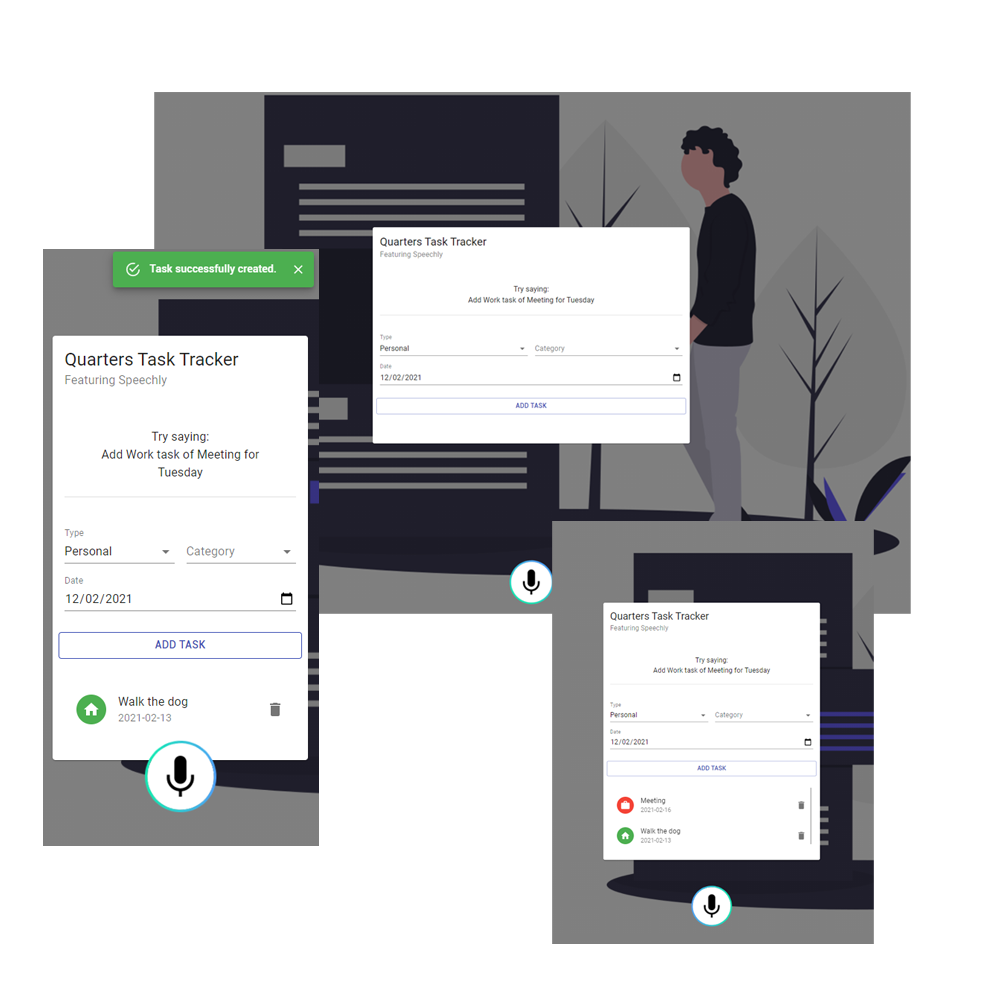 Quarters Task Tracker
Featuring Speechly
Try saying:
Add Work task of Meeting for Tuesday
Type
Personal
Category
Date
12/02/2021
ADD TASK
Task successfully created.
Quarters Task Tracker
Featuring Speechly
Try saying:
Add Work task of Meeting for
Tuesday
Type
Personal
Category
Date
12/02/2021
ADD TASK
Walk the dog
2021-02-13
Quarters Task Tracker
Featuring Speechly
Try saying:
Add Work task of Meeting for Tuesday
Type
Personal
Category
Date
12/02/2021
ADD TASK
Meeting
2021-02-16
Walk the dog
2021-02-13